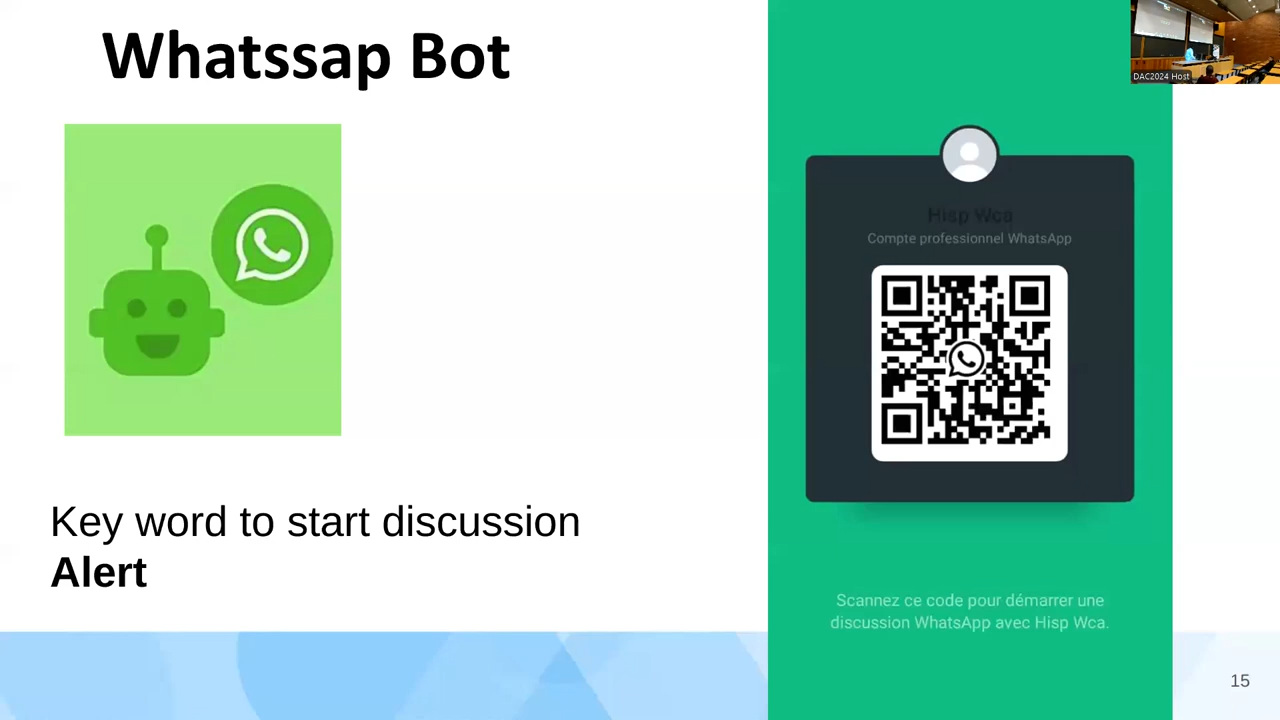 Whatssap Bot
DAC2024 Host
Hisp Wca
Compte professionnel WhatsApp
Key word to start discussion
Alert
Scannez ce code pour démarrer une
discussion WhatsApp avec Hisp Wca.
15